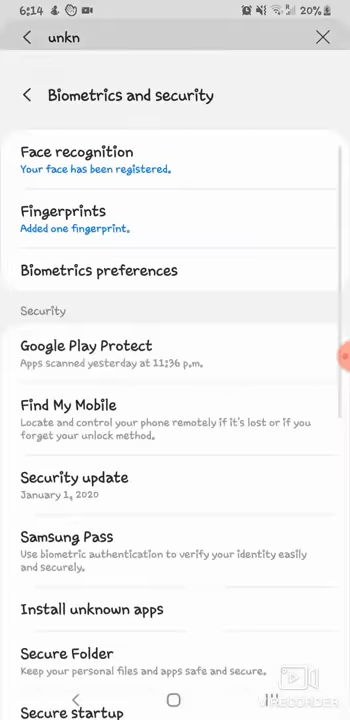 6:14 20%
unkn
Biometrics and security
Face recognition
Your face has been registered.
Fingerprints
Added one fingerprint.
Biometrics preferences
Security
Google Play Protect
Apps scanned yesterday at 11:36 p.m.
Find My Mobile
Locate and control your phone remotely if it's lost or if you
forget your unlock method.
Security update
January 1, 2020
Samsung Pass
Use biometric authentication to verify your identity easily
and securely.
Install unknown apps
Secure Folder
Keep your personal files and apps safe and secure.
Secure startup
VRECORDER